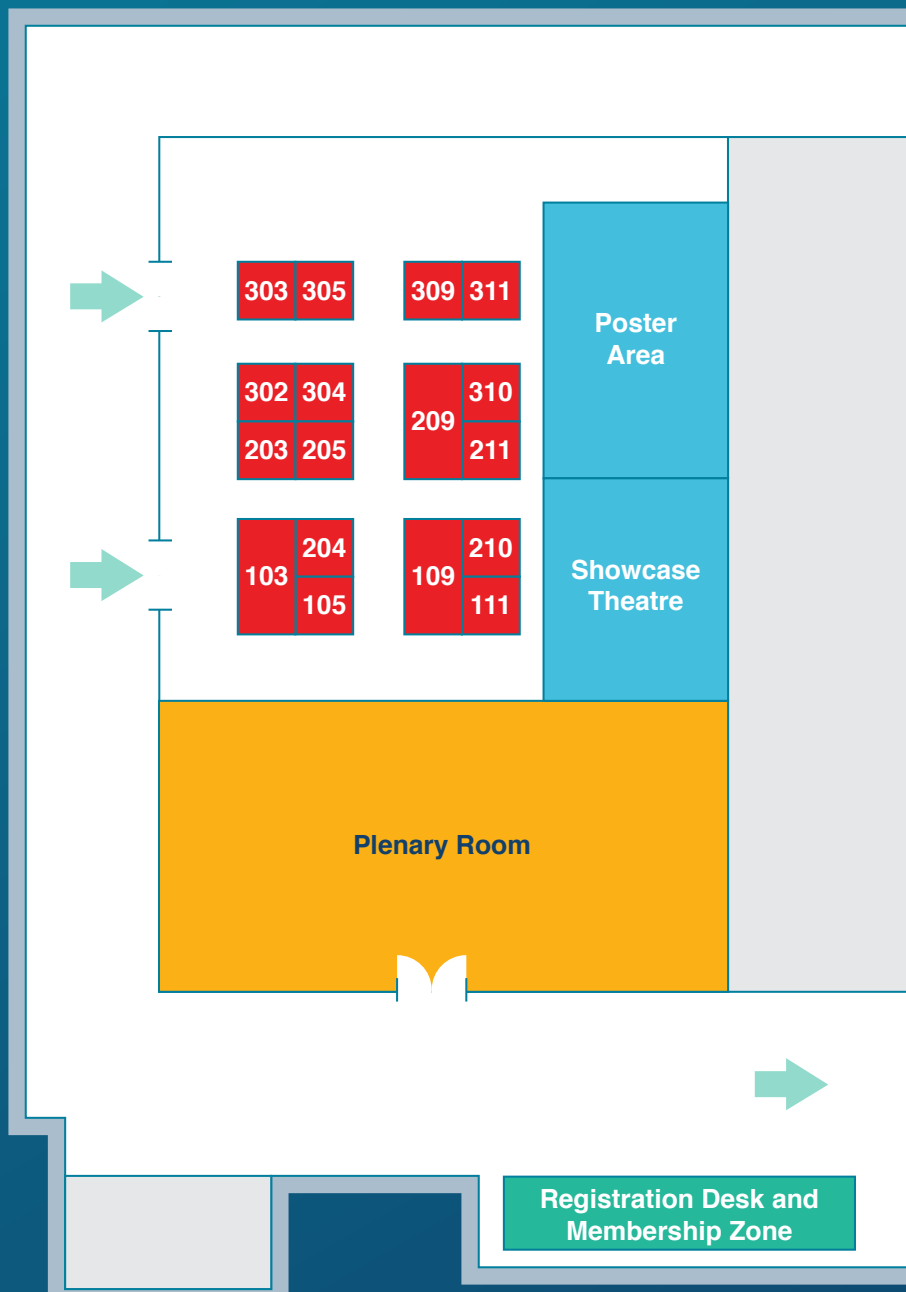 303 305 309 311
Poster
Area
302 304 310
209
203 205 211
204 210
103 109
105 111
Showcase
Theatre
Plenary Room
Registration Desk and
Membership Zone